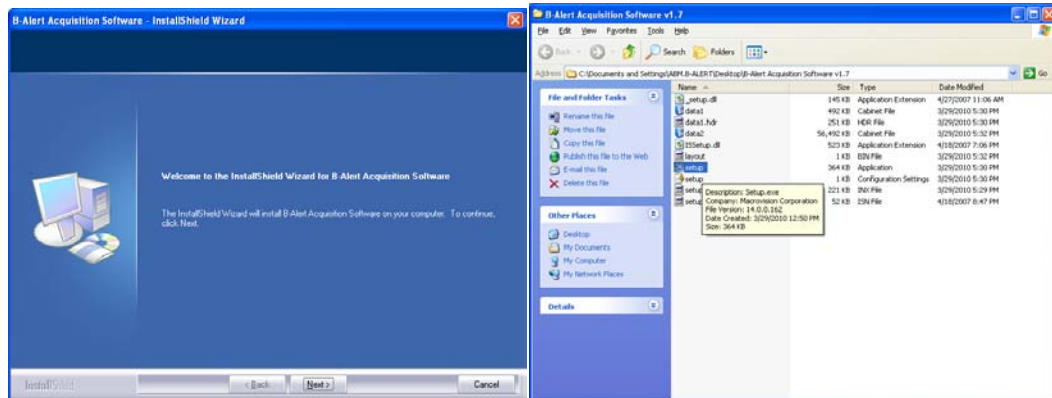 B-Alert Acquisition Software - InstallShield Wizard
Welcome to the InstallShield Wizard for B-Alert Acquisition Software
The InstallShield Wizard will install B-Alert Acquisition Software on your computer. To continue,
click Next.
InstallShield
< Back
Next >
Cancel
B-Alert Acquisition Software v1.7
File Edit View Favorites Tools Help
Back Search Folders
Address C:\Documents and Settings\ABM.B-ALERT\Desktop\B-Alert Acquisition Software v1.7 Go
File and Folder Tasks
Rename this file
Move this file
Copy this file
Publish this file to the Web
E-mail this file
Delete this file
Other Places
Desktop
My Documents
My Computer
My Network Places
Details
Name Size Type Date Modified
_setup.dll 145 KB Application Extension 4/27/2007 11:06 AM
data1 492 KB Cabinet File 3/29/2010 5:30 PM
data1.hdr 251 KB HDR File 3/29/2010 5:30 PM
data2 56,492 KB Cabinet File 3/29/2010 5:32 PM
ISSetup.dll 523 KB Application Extension 4/18/2007 7:06 PM
layout 1 KB BIN File 3/29/2010 5:32 PM
setup 364 KB Application 3/29/2010 5:30 PM
setup 1 KB Configuration Settings 3/29/2010 5:30 PM
setup 221 KB INX File 3/29/2010 5:29 PM
setup 52 KB ISN File 4/18/2007 8:47 PM
Description: Setup.exe
Company: Macrovision Corporation
File Version: 14.0.0.162
Date Created: 3/29/2010 12:50 PM
Size: 364 KB